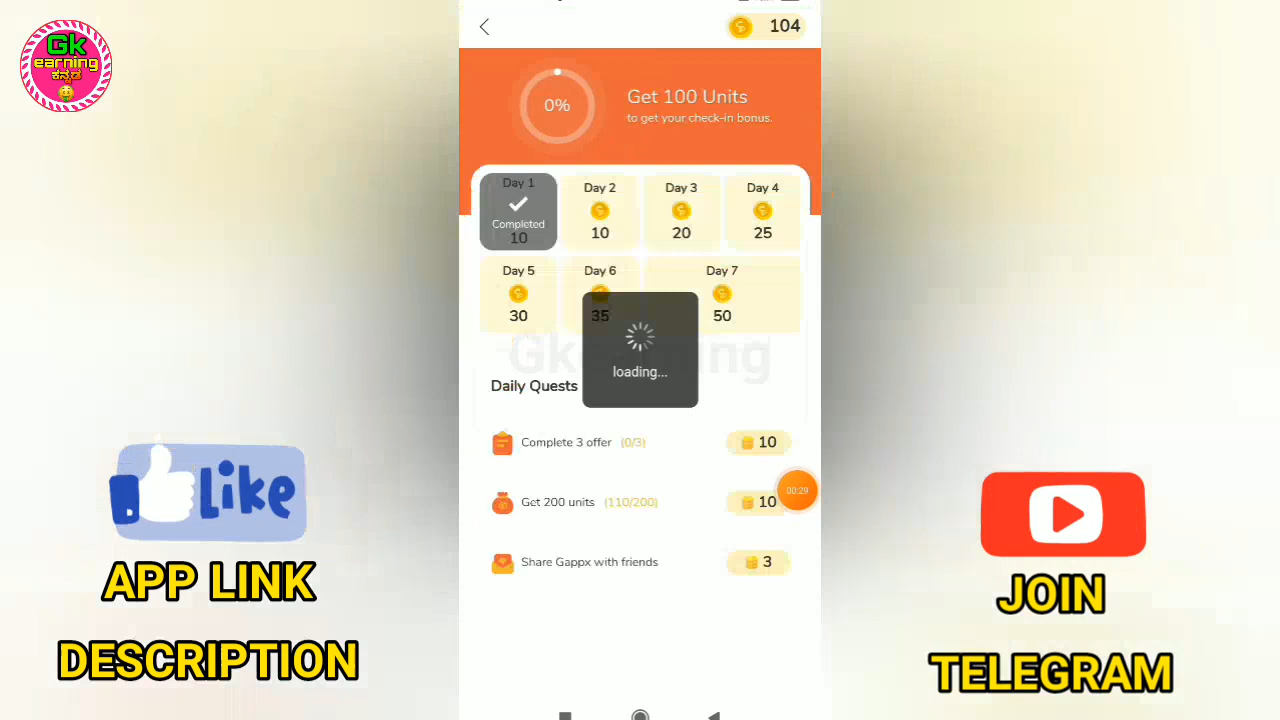 Gk
earning
ಕನ್ನಡ
104
0%
Get 100 Units
to get your check-in bonus.
Day 1
Completed
10
Day 2
10
Day 3
20
Day 4
25
Day 5
30
Day 6
35
Day 7
50
Gkearning
loading...
Daily Quests
Complete 3 offer (0/3)
10
Get 200 units (110/200)
10
00:29
Share Gappx with friends
3
Like
APP LINK
DESCRIPTION
JOIN
TELEGRAM